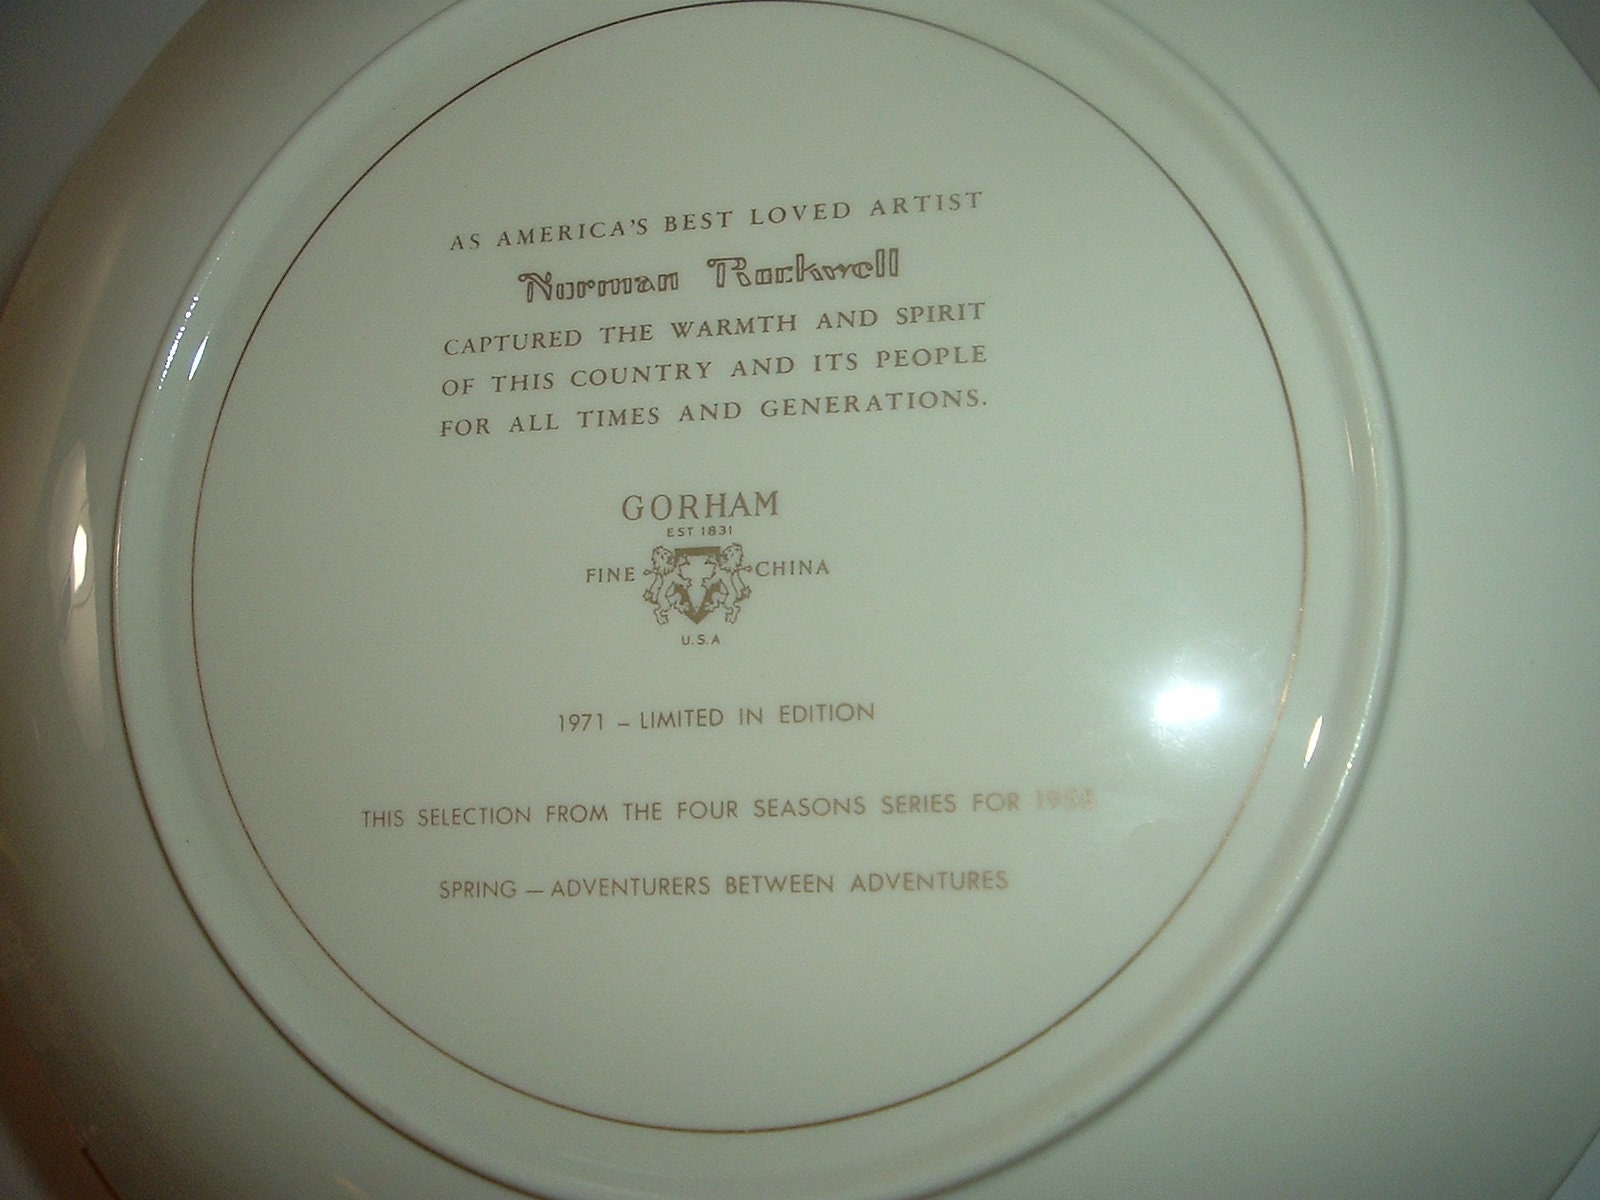 AS AMERICA'S BEST LOVED ARTIST
Norman Rockwell
CAPTURED THE WARMTH AND SPIRIT
OF THIS COUNTRY AND ITS PEOPLE
FOR ALL TIMES AND GENERATIONS.
GORHAM
EST 1831
FINE CHINA
U.S.A
1971 – LIMITED IN EDITION
THIS SELECTION FROM THE FOUR SEASONS SERIES FOR
SPRING – ADVENTURERS BETWEEN ADVENTURES